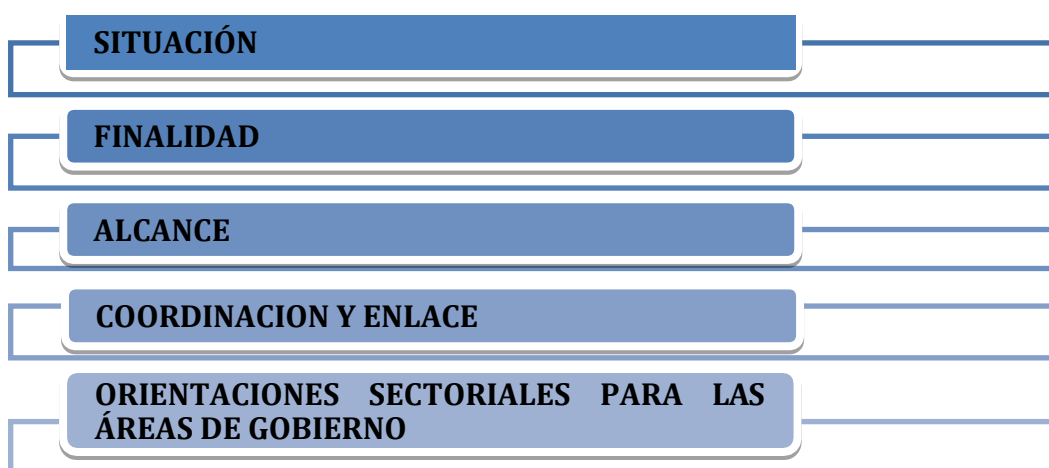 SITUACIÓN
FINALIDAD
ALCANCE
COORDINACION Y ENLACE
ORIENTACIONES SECTORIALES PARA LAS
ÁREAS DE GOBIERNO